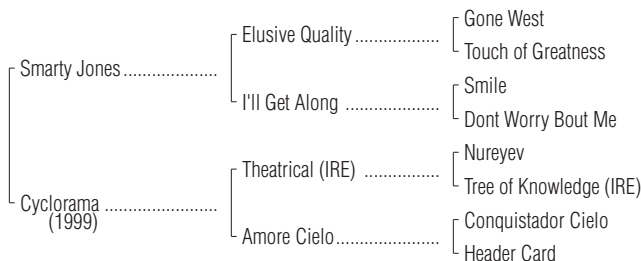 Gone West
Elusive Quality ..................
Touch of Greatness
Smarty Jones ....................
Smile
I'll Get Along ....................
Dont Worry Bout Me
Nureyev
Theatrical (IRE) ................
Tree of Knowledge (IRE)
Cyclorama ........................
(1999)
Conquistador Cielo
Amore Cielo......................
Header Card